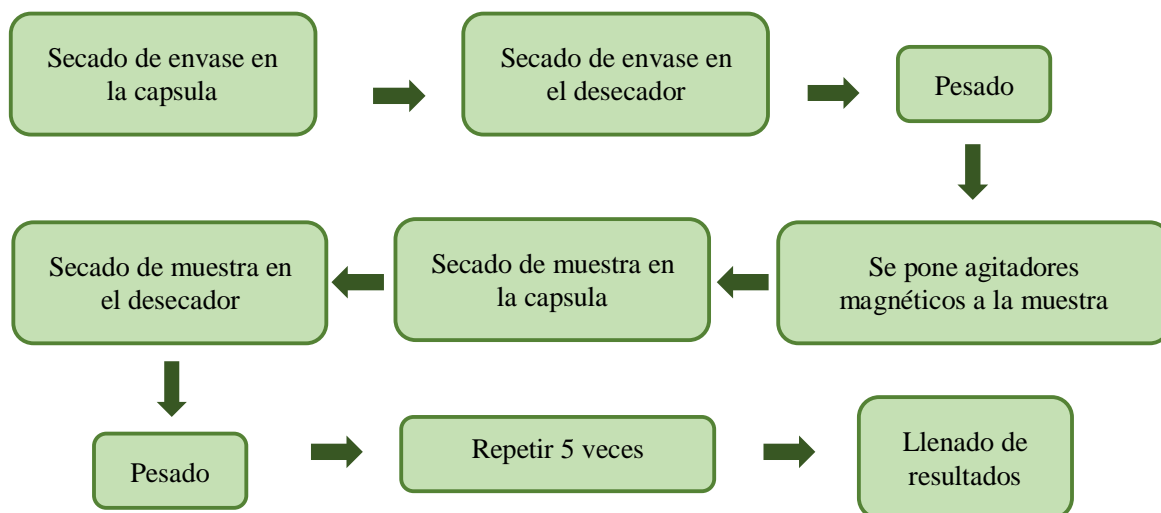 Secado de envase en
la capsula
Secado de envase en
el desecador
Pesado
Se pone agitadores
magnéticos a la muestra
Secado de muestra en
la capsula
Secado de muestra en
el desecador
Pesado
Repetir 5 veces
Llenado de
resultados